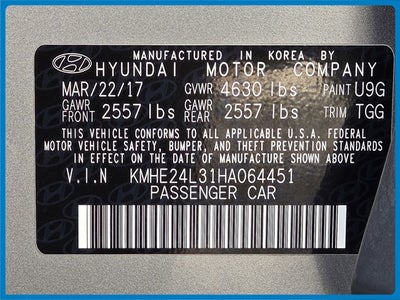 MANUFACTURED IN KOREA BY
HYUNDAI MOTOR COMPANY
MAR/22/17 GVWR 4630 lbs PAINT U9G
GAWR FRONT 2557 lbs GAWR REAR 2557 lbs TRIM TGG
THIS VEHICLE CONFORMS TO ALL APPLICABLE U.S.A. FEDERAL
MOTOR VEHICLE SAFETY, BUMPER, AND THEFT PREVENTION STANDARDS
IN EFFECT ON THE DATE OF MANUFACTURE SHOWN ABOVE.
V.I.N KMHE24L31HA064451
PASSENGER CAR